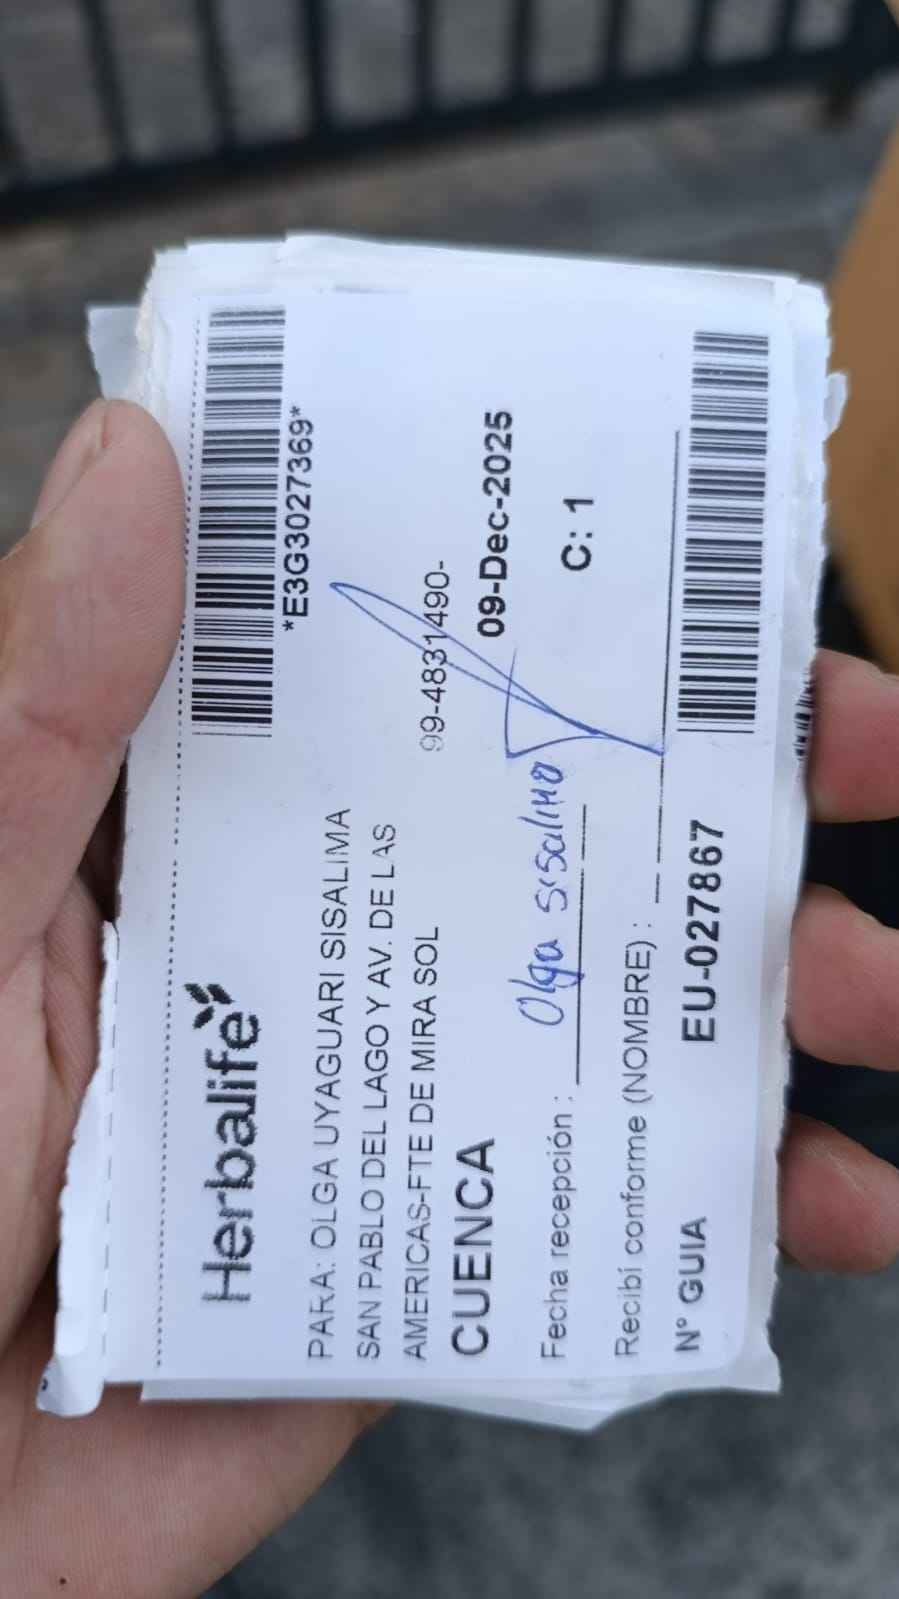 Herbalife
*E3G3027369*
PARA: OLGA UYAGUARI SISALIMA
SAN PABLO DEL LAGO Y AV. DE LAS
AMERICAS-FTE DE MIRA SOL
99-4831490-
CUENCA
09-Dec-2025
Fecha recepción : Olga Sisalima
C: 1
Recibí conforme (NOMBRE) :
N° GUIA EU-027867